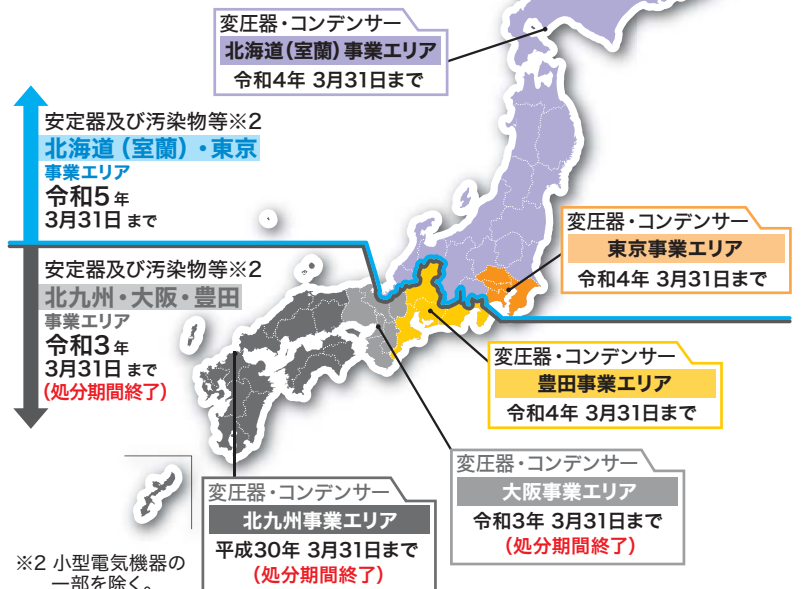 変圧器・コンデンサー
北海道(室蘭)事業エリア
令和4年 3月31日まで
安定器及び汚染物等※2
北海道(室蘭)・東京
事業エリア
令和5年
3月31日まで
安定器及び汚染物等※2
北九州・大阪・豊田
事業エリア
令和3年
3月31日まで
(処分期間終了)
変圧器・コンデンサー
東京事業エリア
令和4年 3月31日まで
変圧器・コンデンサー
豊田事業エリア
令和4年 3月31日まで
変圧器・コンデンサー
大阪事業エリア
令和3年 3月31日まで
(処分期間終了)
変圧器・コンデンサー
北九州事業エリア
平成30年 3月31日まで
(処分期間終了)
※2 小型電気機器の
一部を除く。